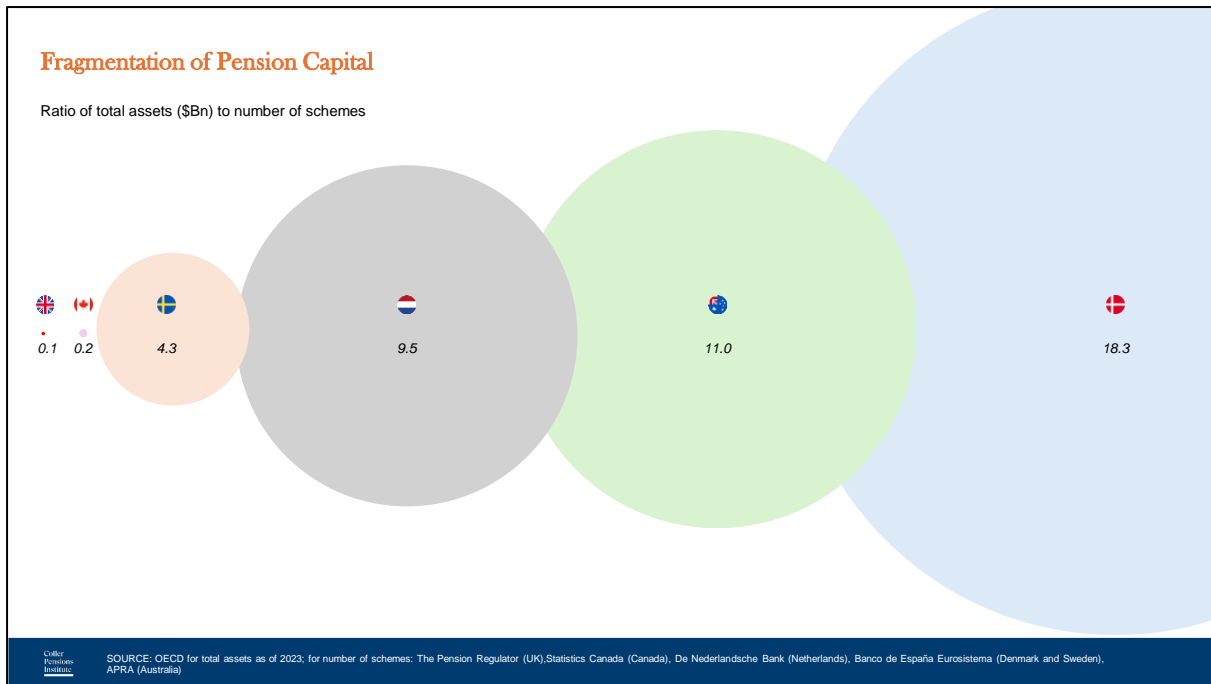 Fragmentation of Pension Capital
Ratio of total assets ($Bn) to number of schemes
0.1 0.2 4.3 9.5 11.0 18.3
Coller
Pensions
Institute
SOURCE: OECD for total assets as of 2023; for number of schemes: The Pension Regulator (UK),Statistics Canada (Canada), De Nederlandsche Bank (Netherlands), Banco de España Eurosistema (Denmark and Sweden),
APRA (Australia)